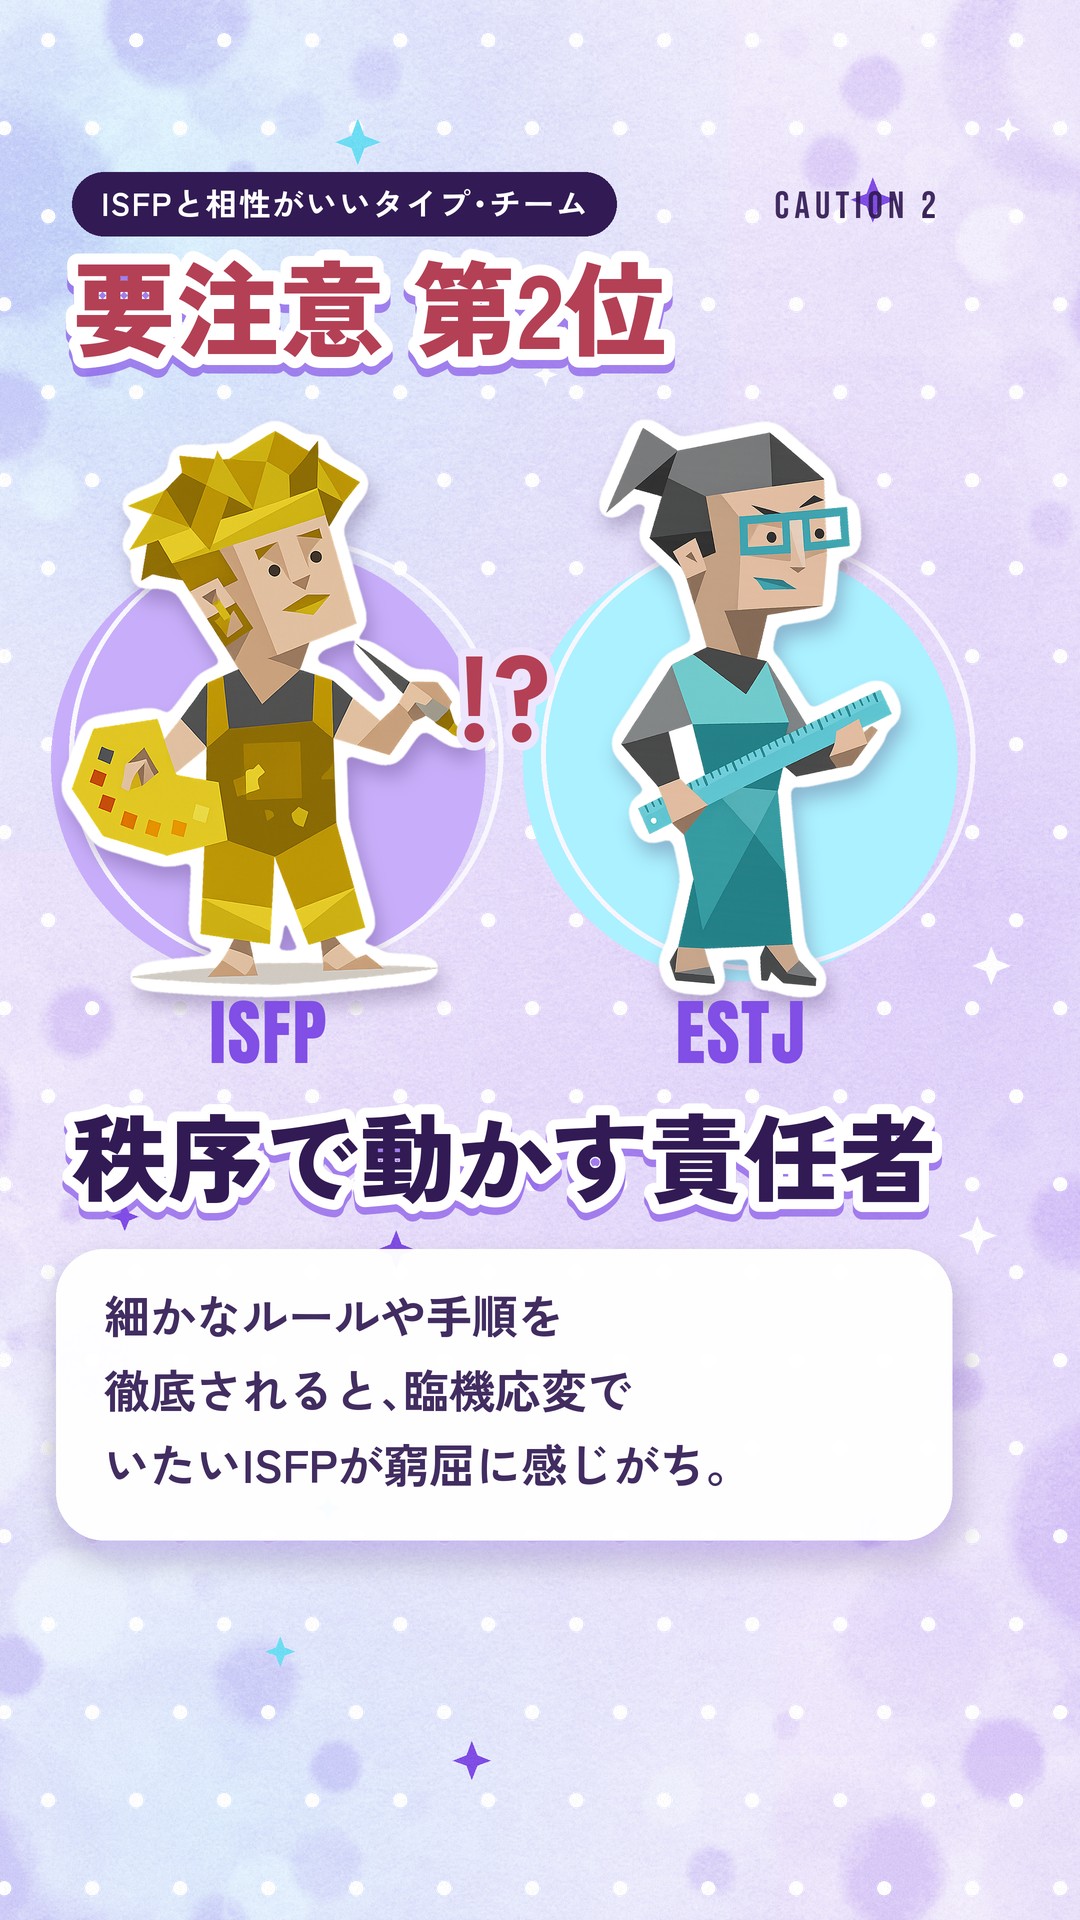 ISFPと相性がいいタイプ・チーム
CAUTION 2
要注意 第2位
!?
ISFP
ESTJ
秩序で動かす責任者
細かなルールや手順を
徹底されると、臨機応変で
いたいISFPが窮屈に感じがち。